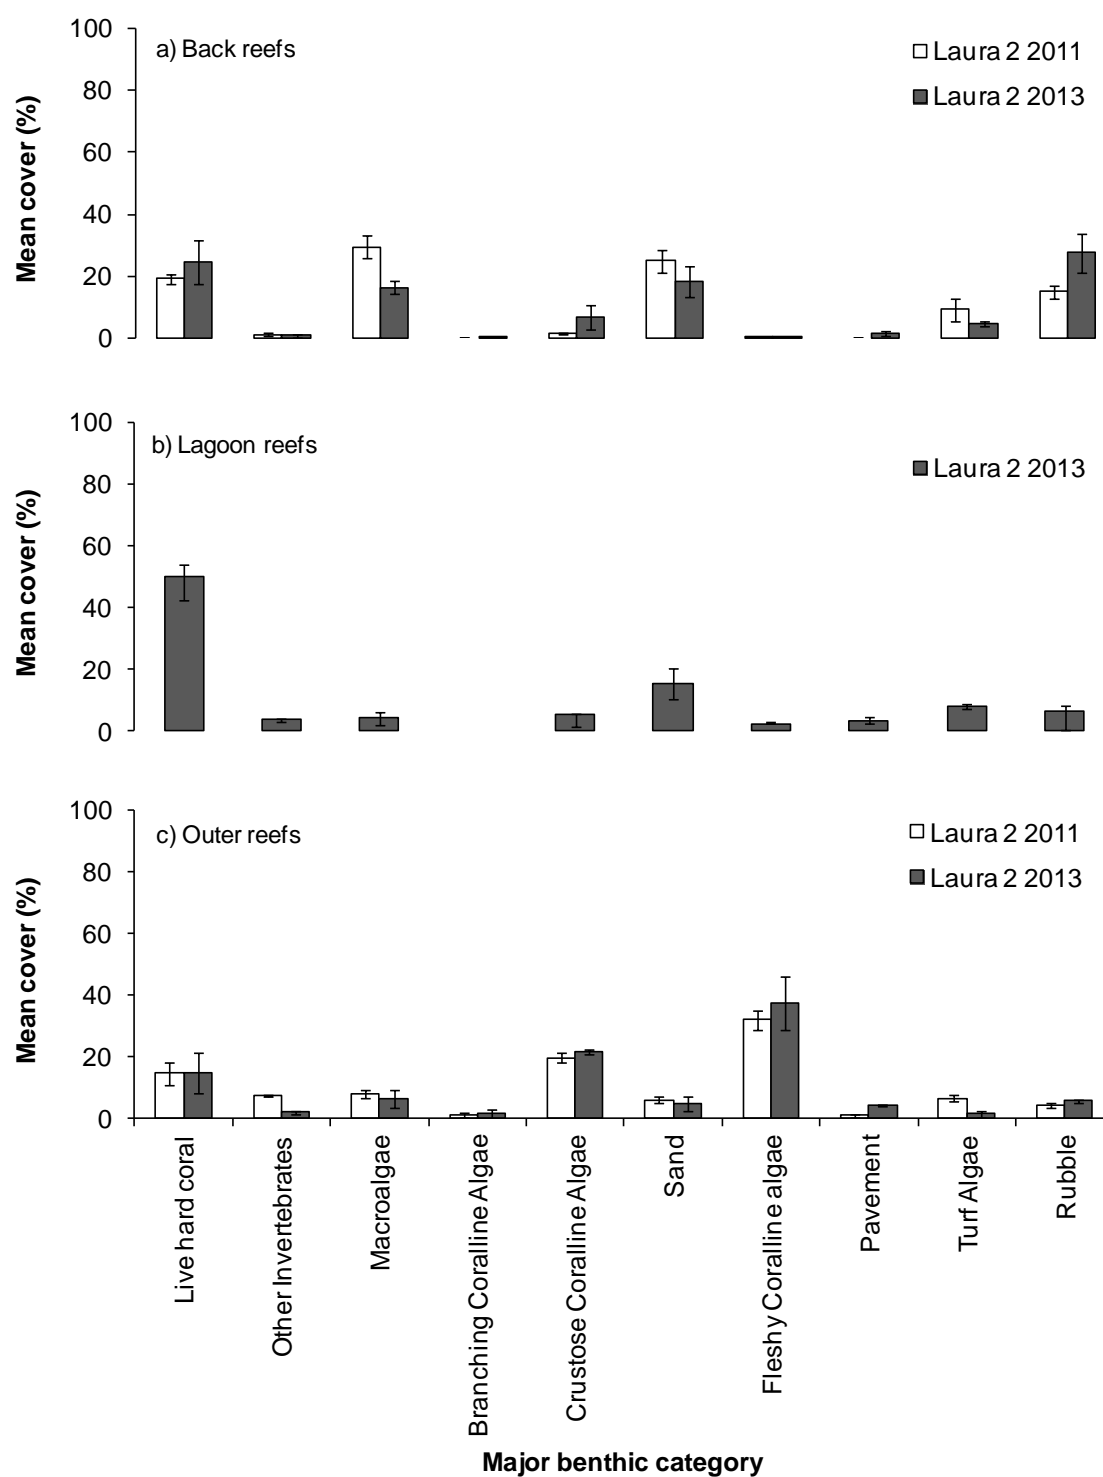 100
80
60
40
20
0
Mean cover (%)
a) Back reefs
Laura 2 2011
Laura 2 2013
100
80
60
40
20
0
Mean cover (%)
b) Lagoon reefs
Laura 2 2013
100
80
60
40
20
0
Mean cover (%)
c) Outer reefs
Laura 2 2011
Laura 2 2013
Live hard coral
Other Invertebrates
Macroalgae
Branching Coralline Algae
Crustose Coralline Algae
Sand
Fleshy Coralline algae
Pavement
Turf Algae
Rubble
Major benthic category